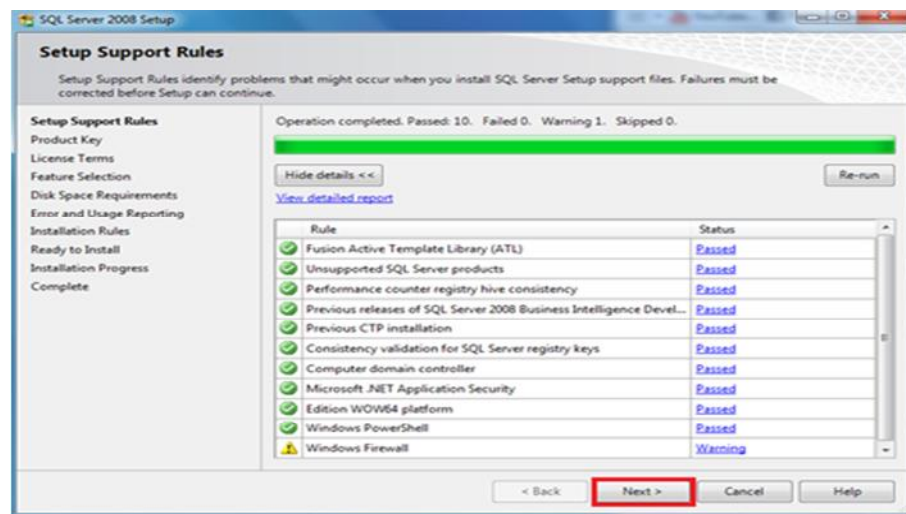 SQL Server 2008 Setup
Setup Support Rules
Setup Support Rules identify problems that might occur when you install SQL Server Setup support files. Failures must be
corrected before Setup can continue.
Setup Support Rules
Product Key
License Terms
Feature Selection
Disk Space Requirements
Error and Usage Reporting
Installation Rules
Ready to Install
Installation Progress
Complete
Operation completed. Passed: 10. Failed 0. Warning 1. Skipped 0.
Hide details << Re-run
View detailed report
Rule Status
Fusion Active Template Library (ATL) Passed
Unsupported SQL Server products Passed
Performance counter registry hive consistency Passed
Previous releases of SQL Server 2008 Business Intelligence Devel... Passed
Previous CTP installation Passed
Consistency validation for SQL Server registry keys Passed
Computer domain controller Passed
Microsoft .NET Application Security Passed
Edition WOW64 platform Passed
Windows PowerShell Passed
Windows Firewall Warning
< Back Next > Cancel Help